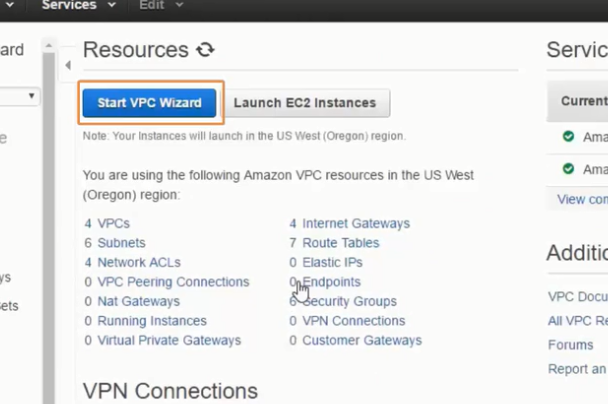 Services Edit
ard
Resources
Servic
Start VPC Wizard
Launch EC2 Instances
Current
Note: Your Instances will launch in the US West (Oregon) region.
Ama
You are using the following Amazon VPC resources in the US West
Ama
(Oregon) region:
View con
4 VPCs
4 Internet Gateways
6 Subnets
7 Route Tables
4 Network ACLs
0 Elastic IPs
Additio
0 VPC Peering Connections
0 Endpoints
ys
0 Nat Gateways
Security Groups
VPC Docu
ets
0 Running Instances
0 VPN Connections
All VPC Re
0 Virtual Private Gateways
0 Customer Gateways
Forums
Report an
VPN Connections